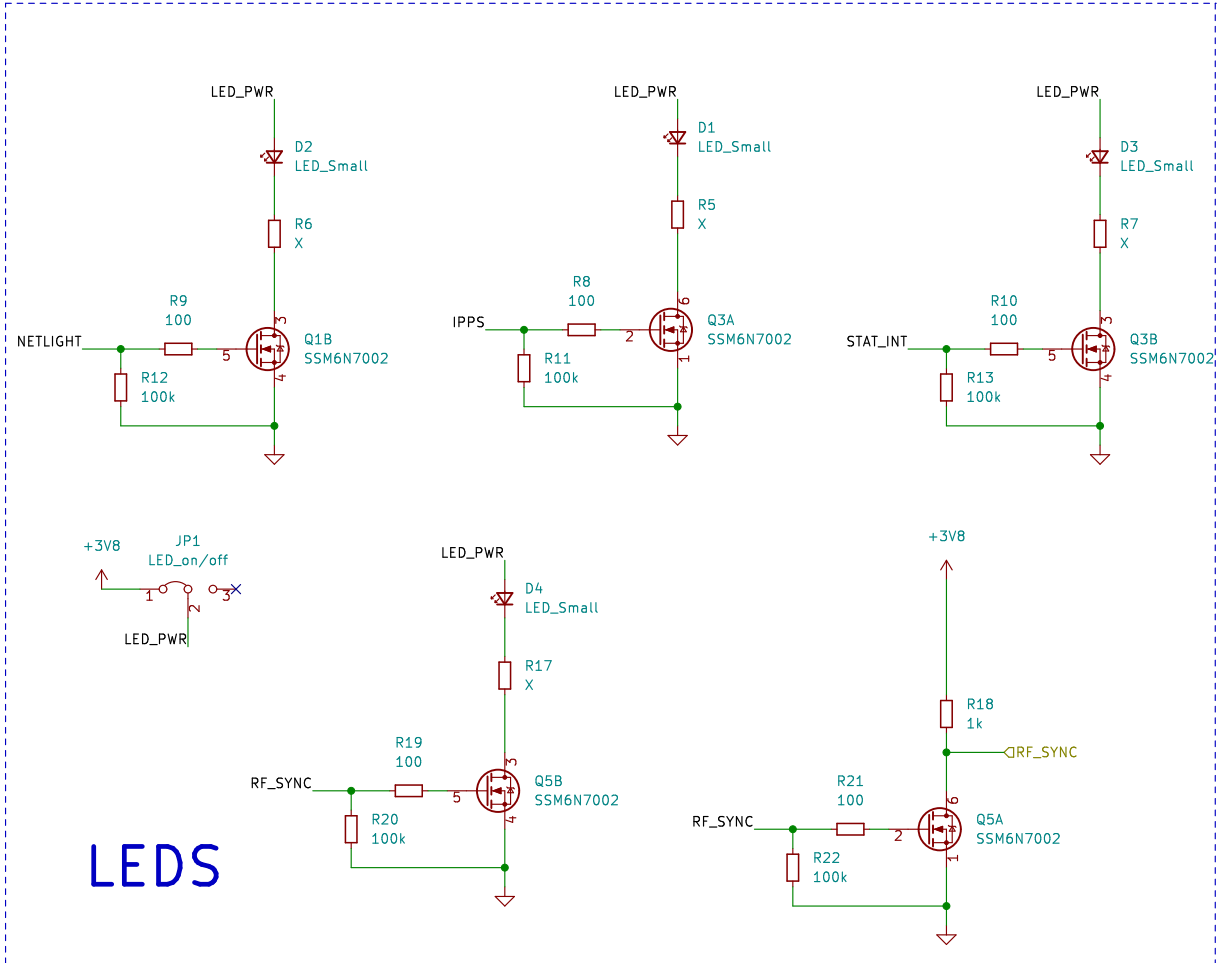 LED_PWR
D2
LED_Small
R6
X
R9
100
NETLIGHT
3
5
4
Q1B
SSM6N7002
R12
100k
LED_PWR
D1
LED_Small
R5
X
R8
100
IPPS
6
2
1
Q3A
SSM6N7002
R11
100k
LED_PWR
D3
LED_Small
R7
X
R10
100
STAT_INT
3
5
4
Q3B
SSM6N7002
R13
100k
+3V8
JP1
LED_on/off
1
2
3
LED_PWR
LED_PWR
D4
LED_Small
R17
X
R19
100
RF_SYNC
3
5
4
Q5B
SSM6N7002
R20
100k
+3V8
R18
1k
RF_SYNC
R21
100
RF_SYNC
6
2
1
Q5A
SSM6N7002
R22
100k
LEDS